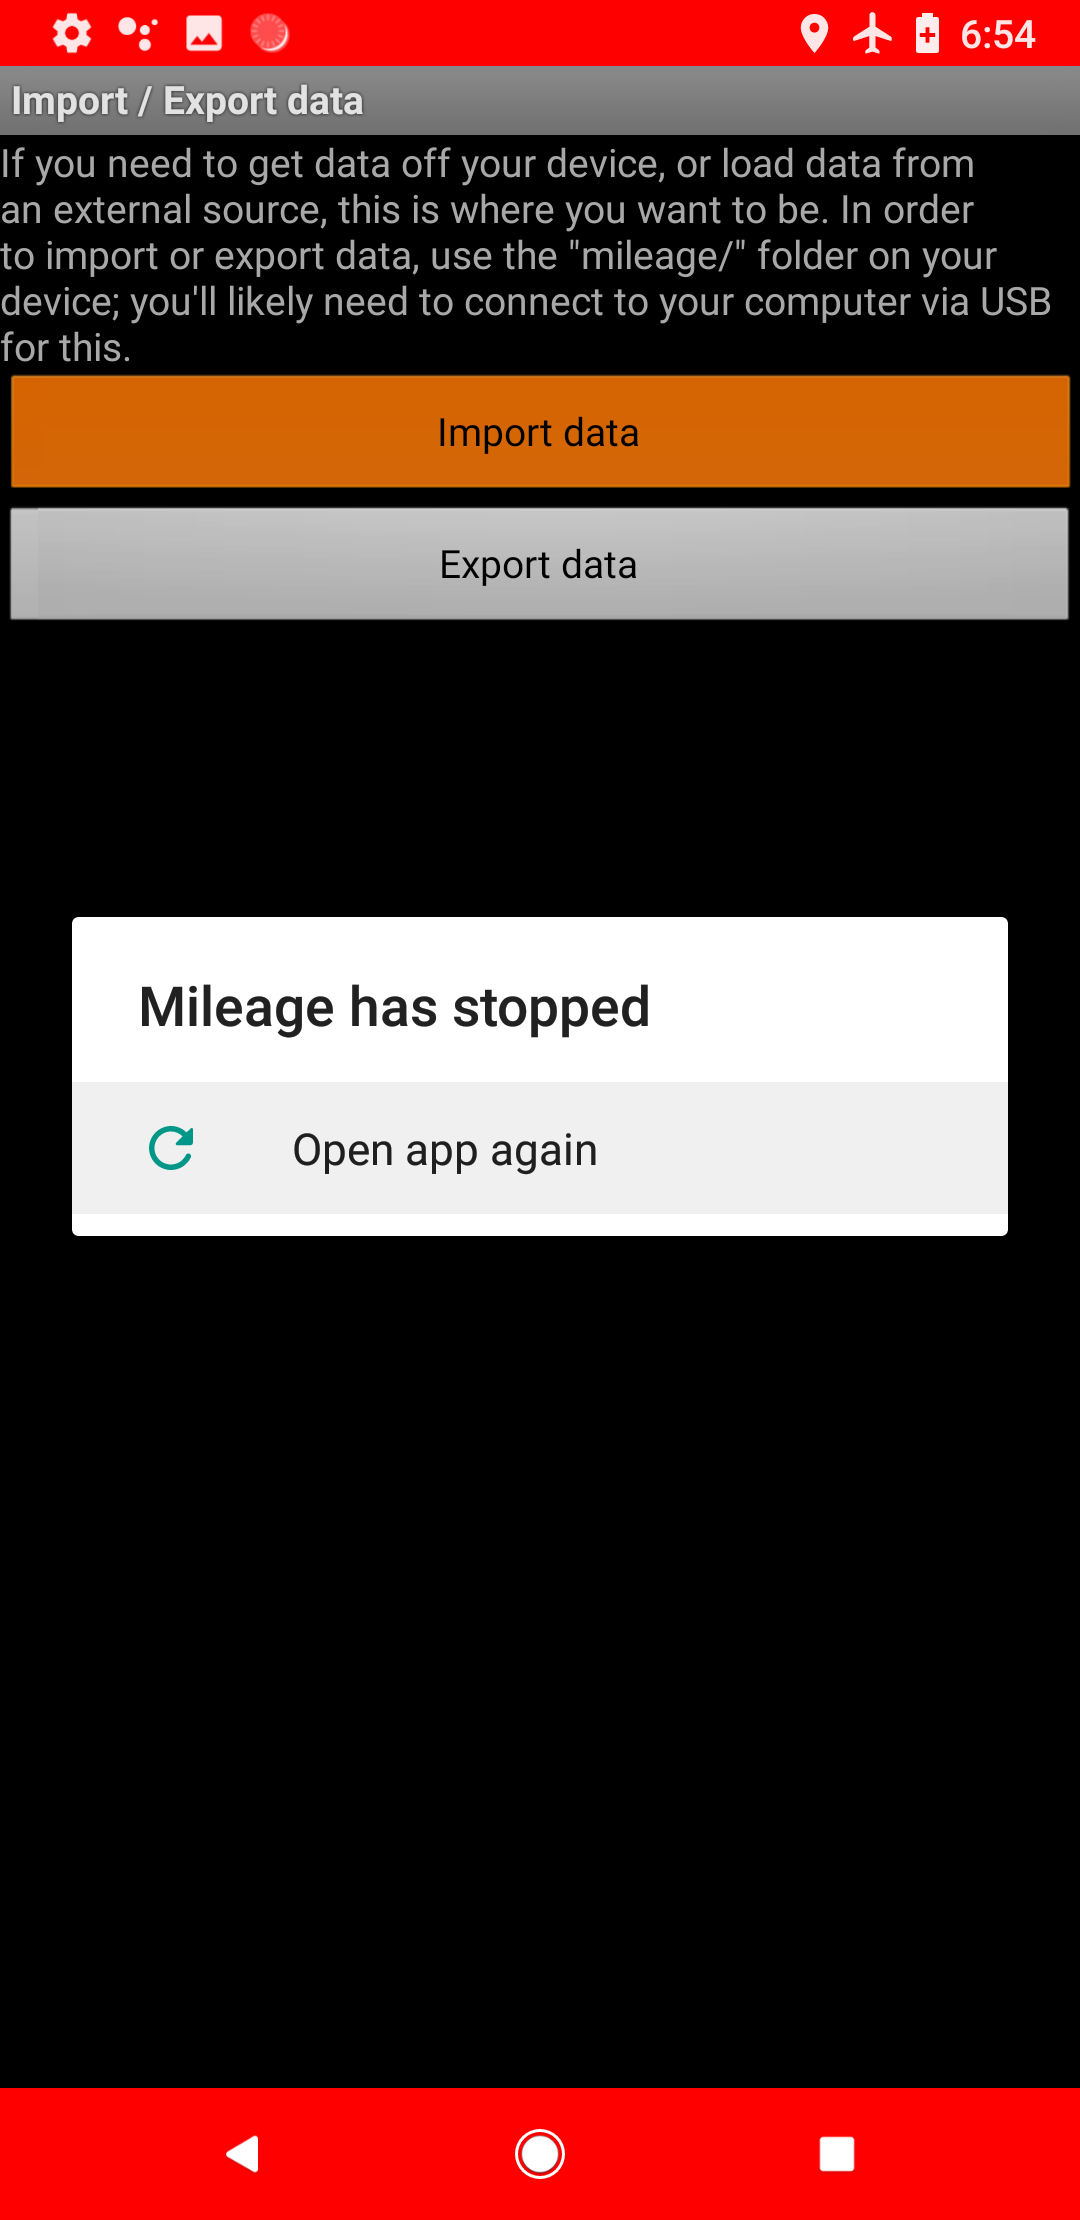 6:54
Import / Export data
If you need to get data off your device, or load data from
an external source, this is where you want to be. In order
to import or export data, use the "mileage/" folder on your
device; you'll likely need to connect to your computer via USB
for this.
Import data
Export data
Mileage has stopped
Open app again